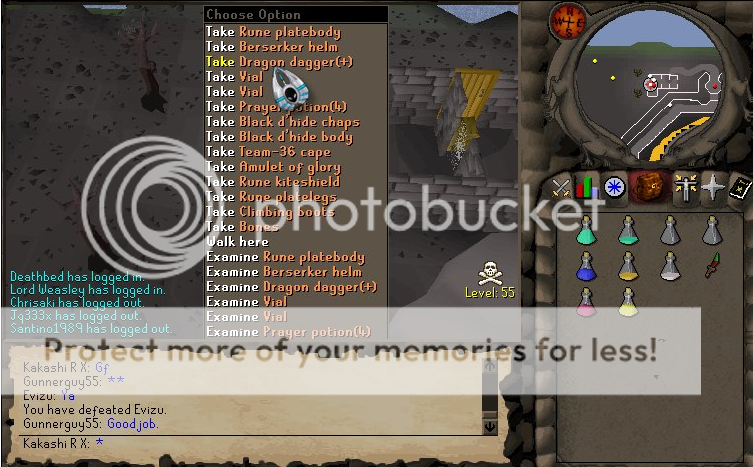 Choose Option
Take Rune platebody
Take Berserker helm
Take Dragon dagger(+)
Take Vial
Take Vial
Take Prayer potion(4)
Take Black d'hide chaps
Take Black d'hide body
Take Team-36 cape
Take Amulet of glory
Take Rune kiteshield
Take Rune platelegs
Take Climbing boots
Take Bones
Walk here
Examine Rune platebody
Examine Berserker helm
Examine Dragon dagger(+)
Examine Vial
Examine Vial
Examine Prayer potion(4)
photobucket
Deathbed has logged in.
Lord Weasley has logged in.
Chrisaki has logged out.
Jq333x has logged out.
Santino1989 has logged out.
Level: 55
Protect more of your memories for less!
Kakashi R X: Gf
Gunnerguy55: **
Evizu: Ya
You have defeated Evizu.
Gunnerguy55: Good job.
Kakashi R X: *